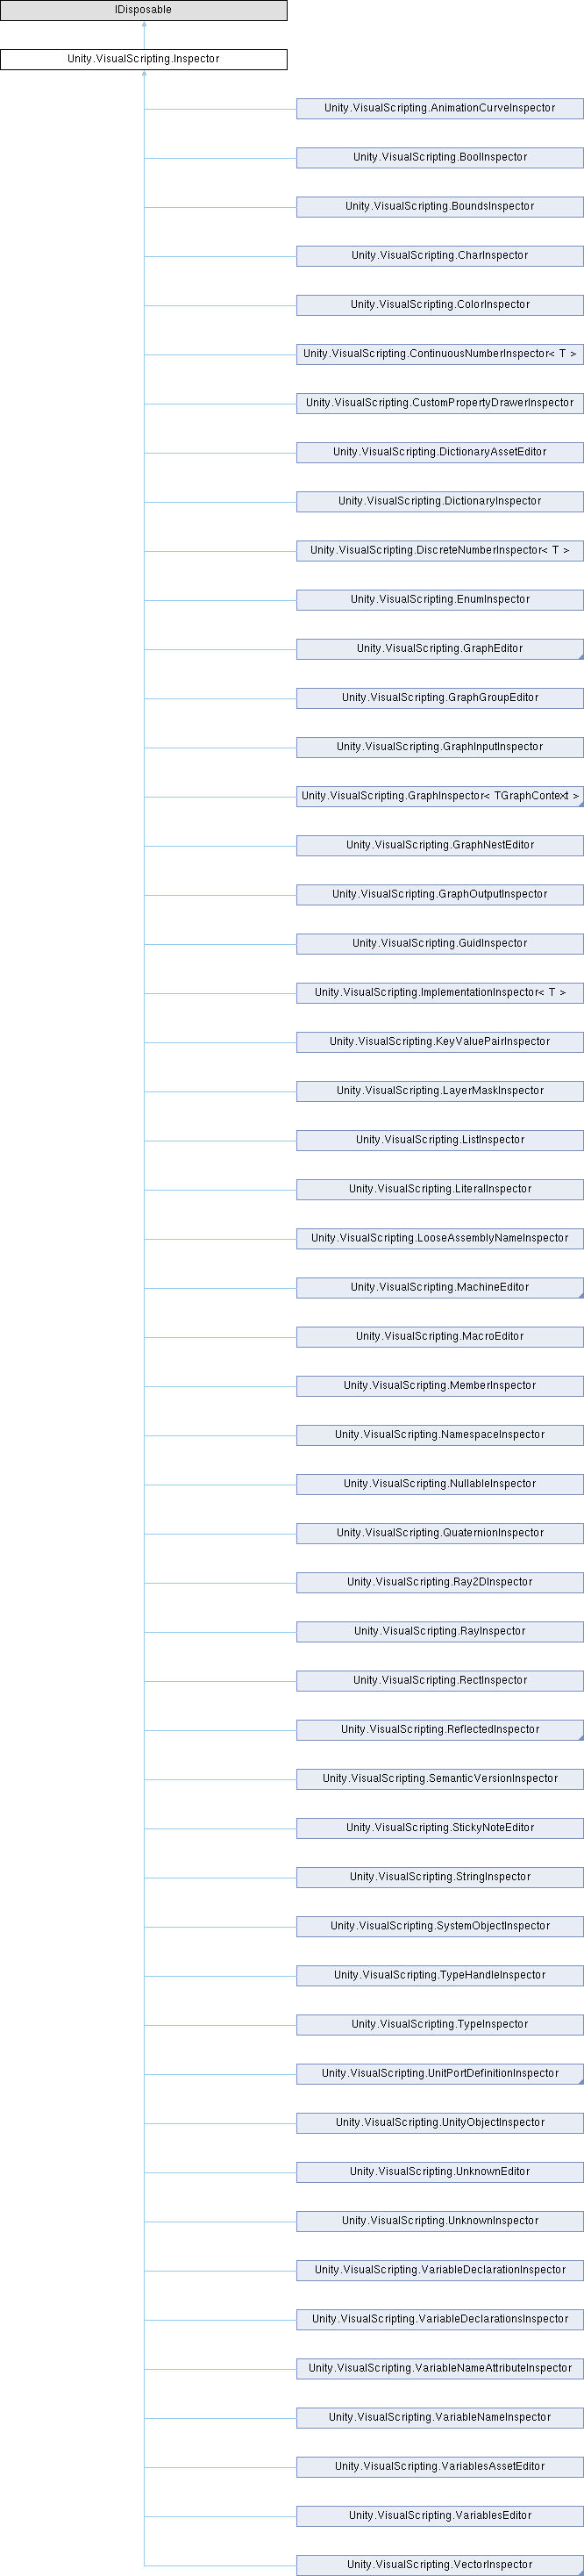 IDisposable
Unity.VisualScripting.Inspector
Unity.VisualScripting.AnimationCurveInspector
Unity.VisualScripting.BoolInspector
Unity.VisualScripting.BoundsInspector
Unity.VisualScripting.CharInspector
Unity.VisualScripting.ColorInspector
Unity.VisualScripting.ContinuousNumberInspector< T >
Unity.VisualScripting.CustomPropertyDrawerInspector
Unity.VisualScripting.DictionaryAssetEditor
Unity.VisualScripting.DictionaryInspector
Unity.VisualScripting.DiscreteNumberInspector< T >
Unity.VisualScripting.EnumInspector
Unity.VisualScripting.GraphEditor
Unity.VisualScripting.GraphGroupEditor
Unity.VisualScripting.GraphInputInspector
Unity.VisualScripting.GraphInspector< TGraphContext >
Unity.VisualScripting.GraphNestEditor
Unity.VisualScripting.GraphOutputInspector
Unity.VisualScripting.GuidInspector
Unity.VisualScripting.ImplementationInspector< T >
Unity.VisualScripting.KeyValuePairInspector
Unity.VisualScripting.LayerMaskInspector
Unity.VisualScripting.ListInspector
Unity.VisualScripting.LiteralInspector
Unity.VisualScripting.LooseAssemblyNameInspector
Unity.VisualScripting.MachineEditor
Unity.VisualScripting.MacroEditor
Unity.VisualScripting.MemberInspector
Unity.VisualScripting.NamespaceInspector
Unity.VisualScripting.NullableInspector
Unity.VisualScripting.QuaternionInspector
Unity.VisualScripting.Ray2DInspector
Unity.VisualScripting.RayInspector
Unity.VisualScripting.RectInspector
Unity.VisualScripting.ReflectedInspector
Unity.VisualScripting.SemanticVersionInspector
Unity.VisualScripting.StickyNoteEditor
Unity.VisualScripting.StringInspector
Unity.VisualScripting.SystemObjectInspector
Unity.VisualScripting.TypeHandleInspector
Unity.VisualScripting.TypeInspector
Unity.VisualScripting.UnitPortDefinitionInspector
Unity.VisualScripting.UnityObjectInspector
Unity.VisualScripting.UnknownEditor
Unity.VisualScripting.UnknownInspector
Unity.VisualScripting.VariableDeclarationInspector
Unity.VisualScripting.VariableDeclarationsInspector
Unity.VisualScripting.VariableNameAttributeInspector
Unity.VisualScripting.VariableNameInspector
Unity.VisualScripting.VariablesAssetEditor
Unity.VisualScripting.VariablesEditor
Unity.VisualScripting.VectorInspector